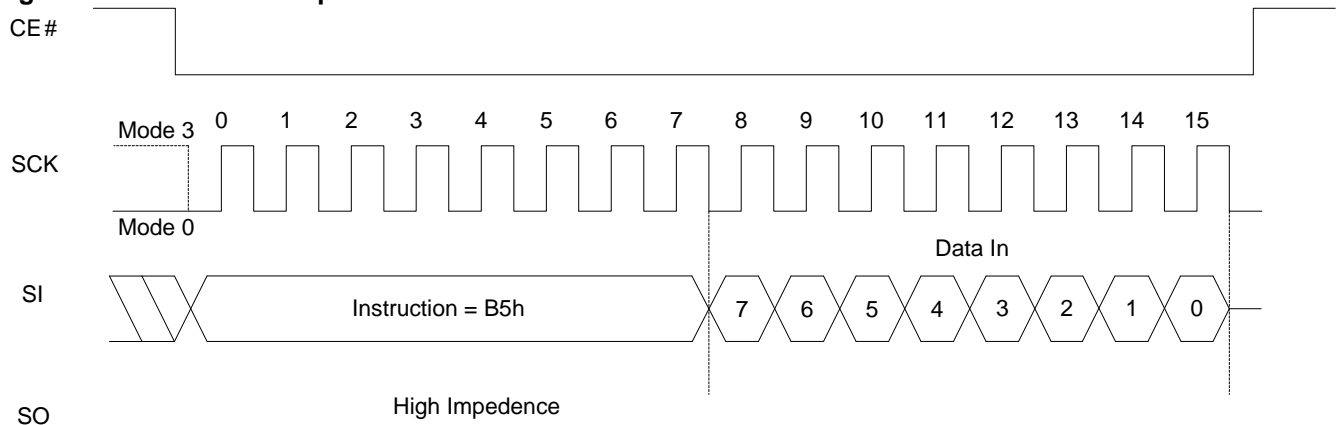 CE#
Mode 3
0 1 2 3 4 5 6 7 8 9 10 11 12 13 14 15
SCK
Mode 0
Data In
SI
Instruction = B5h
7 6 5 4 3 2 1 0
High Impedence
SO